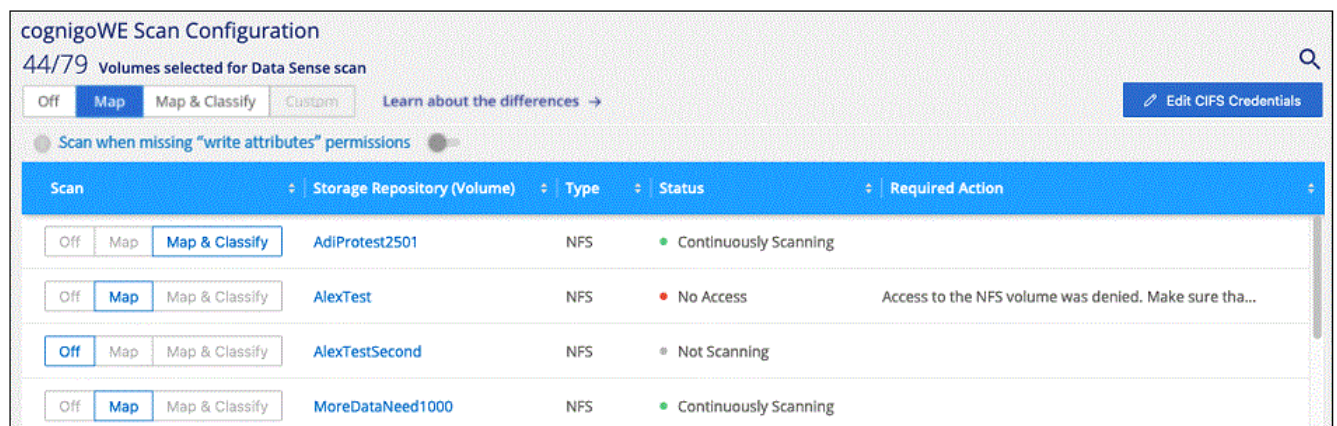 cognigoWE Scan Configuration
44/79 Volumes selected for Data Sense scan
Off Map Map & Classify Custom Learn about the differences → Edit CIFS Credentials
Scan when missing “write attributes” permissions
Scan Storage Repository (Volume) Type Status Required Action
Off Map Map & Classify AdiProtest2501 NFS Continuously Scanning
Off Map Map & Classify AlexTest NFS No Access Access to the NFS volume was denied. Make sure tha...
Off Map Map & Classify AlexTestSecond NFS Not Scanning
Off Map Map & Classify MoreDataNeed1000 NFS Continuously Scanning